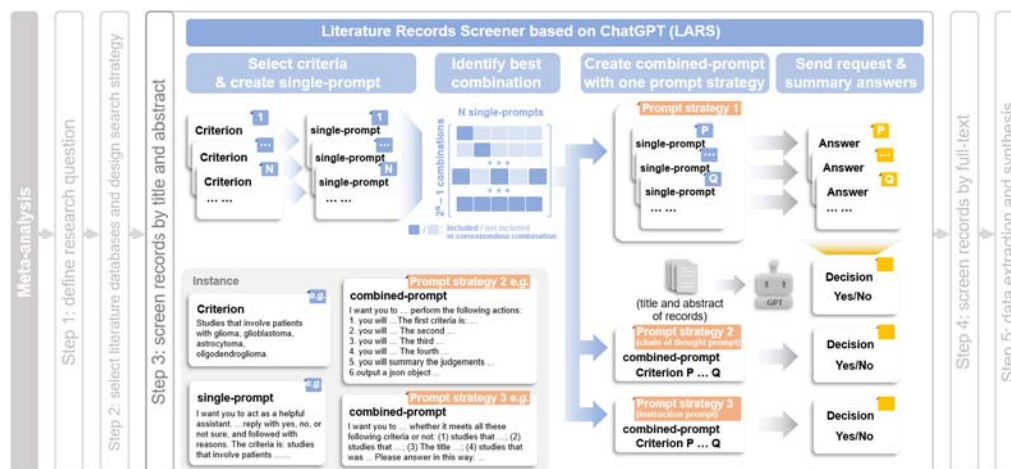 Meta-analysis
Step 1: define research question
Step 2: select literature databases and design search strategy
Step 3: screen records by title and abstract
Literature Records Screener based on ChatGPT (LARS)
Select criteria
& create single-prompt
Identify best
combination
Create combined-prompt
with one prompt strategy
Send request &
summary answers
1
Criterion
...
Criterion
N
Criterion
... ...
1
single-prompt
...
single-prompt
N
single-prompt
... ...
N single-prompts
2^N – 1 combinations
...
...
: included / not included
in corresponding combination
Prompt strategy 1
P
single-prompt
...
single-prompt
Q
single-prompt
... ...
P
Answer
...
Answer
Q
Answer
... ...
Decision
Yes/No
(title and abstract
of records)
GPT
Prompt strategy 2
(chain of thought prompt)
combined-prompt
Criterion P ... Q
Decision
Yes/No
Prompt strategy 3
(instruction prompt)
combined-prompt
Criterion P ... Q
Decision
Yes/No
Instance
e.g.
Criterion
Studies that involve patients
with glioma, glioblastoma,
astrocytoma,
oligodendroglioma.
e.g.
single-prompt
I want you to act as a helpful
assistant. ...reply with yes, no, or
not sure, and followed with
reasons. The criteria is: studies
that involve patients ......
Prompt strategy 2 e.g.
combined-prompt
I want you to ... perform the following actions:
1. you will ... The first criteria is: ...
2. you will ... The second ...
3. you will ... The third ...
4. you will ... The fourth ...
5. you will summary the judgements ...
6.output a json object ...
Prompt strategy 3 e.g.
combined-prompt
I want you to ... whether it meets all these
following criteria or not: (1) studies that ...; (2)
studies that ...; (3) The title ...; (4) studies that
was ... Please answer in this way: ...
Step 4: screen records by full-text
Step 5: data extraction and synthesis